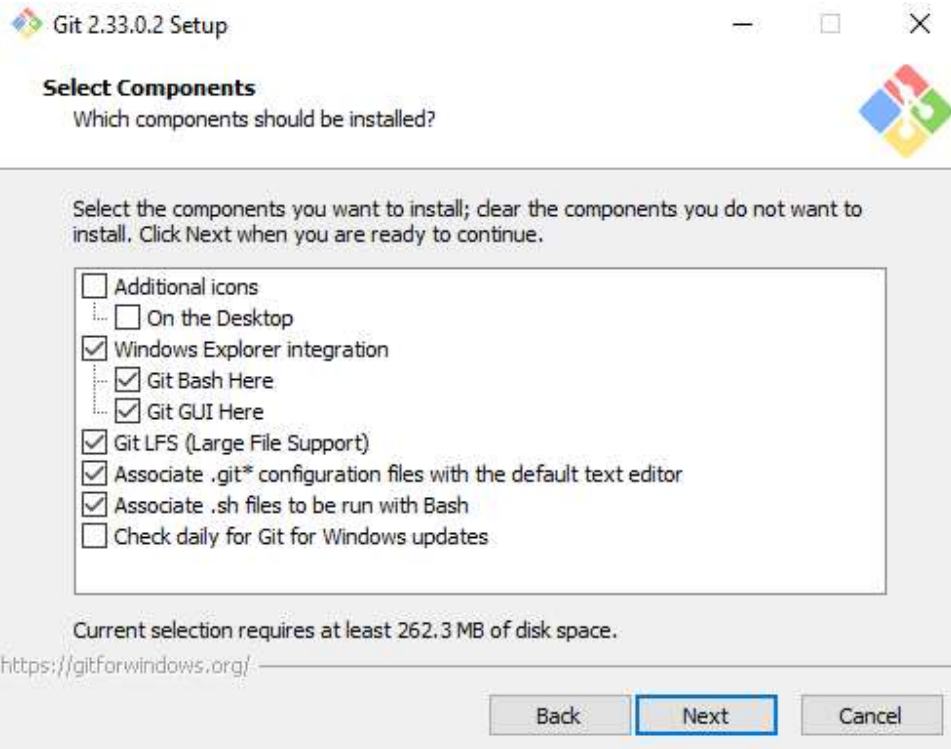 Git 2.33.0.2 Setup
Select Components
Which components should be installed?
Select the components you want to install; clear the components you do not want to
install. Click Next when you are ready to continue.
Additional icons
On the Desktop
Windows Explorer integration
Git Bash Here
Git GUI Here
Git LFS (Large File Support)
Associate .git* configuration files with the default text editor
Associate .sh files to be run with Bash
Check daily for Git for Windows updates
Current selection requires at least 262.3 MB of disk space.
https://gitforwindows.org/
Back Next Cancel